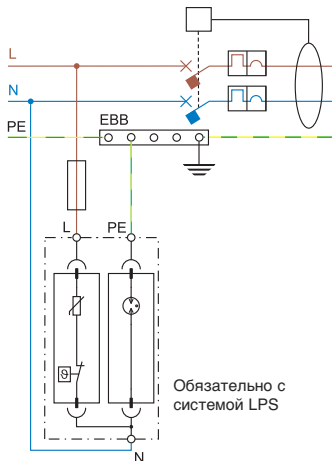 L
N
PE
EBB
L
PE
ϑ
Обязательно с
системой LPS
N